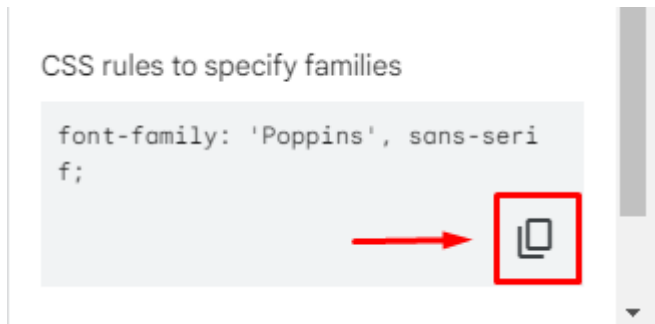 CSS rules to specify families
font-family: 'Poppins', sans-seri
f;